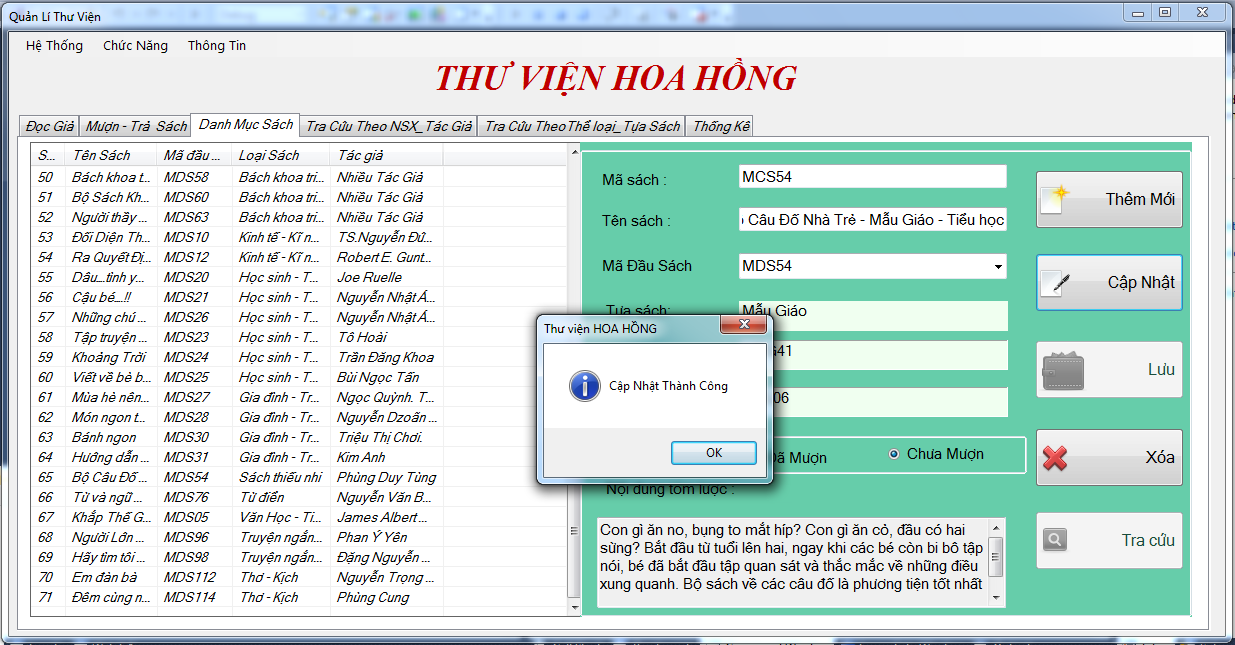 Quản Lí Thư Viện
Hệ Thống Chức Năng Thông Tin
THƯ VIỆN HOA HỒNG
Đọc Giả Mượn - Trả Sách Danh Mục Sách Tra Cứu Theo NSX_Tác Giả Tra Cứu Theo Thể loại_Tựa Sách Thống Kê
S... Tên Sách Mã đầu ... Loại Sách Tác giả
50 Bách khoa t... MDS58 Bách khoa tri... Nhiều Tác Giả
51 Bộ Sách Kh... MDS60 Bách khoa tri... Nhiều Tác Giả
52 Người thầy ... MDS63 Bách khoa tri... Nhiều Tác Giả
53 Đối Diện Th... MDS10 Kinh tế - Kĩ n... TS.Nguyễn Đứ...
54 Ra Quyết Đị... MDS12 Kinh tế - Kĩ n... Robert E. Gunt...
55 Dấu...tình y... MDS20 Học sinh - T... Joe Ruelle
56 Cậu bé....!! MDS21 Học sinh - T... Nguyễn Nhật Á...
57 Những chú ... MDS26 Học sinh - T... Nguyễn Nhật Á...
58 Tập truyện ... MDS23 Học sinh - T... Tô Hoài
59 Khoảng Trời MDS24 Học sinh - T... Trần Đăng Khoa
60 Viết về bè b... MDS25 Học sinh - T... Bùi Ngọc Tấn
61 Mùa hè nên... MDS27 Gia đình - Tr... Ngọc Quỳnh. T...
62 Món ngon t... MDS28 Gia đình - Tr... Nguyễn Dzoãn ...
63 Bánh ngon MDS30 Gia đình - Tr... Triệu Thị Chơi.
64 Hướng dẫn ... MDS31 Gia đình - Tr... Kim Anh
65 Bộ Câu Đố ... MDS54 Sách thiếu nhi Phùng Duy Tùng
66 Từ và ngữ ... MDS76 Từ điển Nguyễn Văn B...
67 Khắp Thế G... MDS05 Văn Học - Ti... James Albert ...
68 Người Lớn ... MDS96 Truyện ngắn... Phan Ý Yên
69 Hãy tìm tôi ... MDS98 Truyện ngắn... Đặng Nguyễn ...
70 Em đàn bà MDS112 Thơ - Kịch Nguyễn Trọng ...
71 Đêm cùng n... MDS114 Thơ - Kịch Phùng Cung
Mã sách : MCS54
Tên sách : Câu Đố Nhà Trẻ - Mẫu Giáo - Tiểu học
Mã Đầu Sách MDS54
Tựa sách: Mẫu Giáo
41
06
Đã Mượn Chưa Mượn
Nội dung tóm lược :
Con gì ăn no, bụng to mắt híp? Con gì ăn cỏ, đầu có hai
sừng? Bắt đầu từ tuổi lên hai, ngay khi các bé còn bi bô tập
nói, bé đã bắt đầu tập quan sát và thắc mắc về những điều
xung quanh. Bộ sách về các câu đố là phương tiện tốt nhất
Thêm Mới
Cập Nhật
Lưu
Xóa
Tra cứu
Thư viện HOA HỒNG
Cập Nhật Thành Công
OK